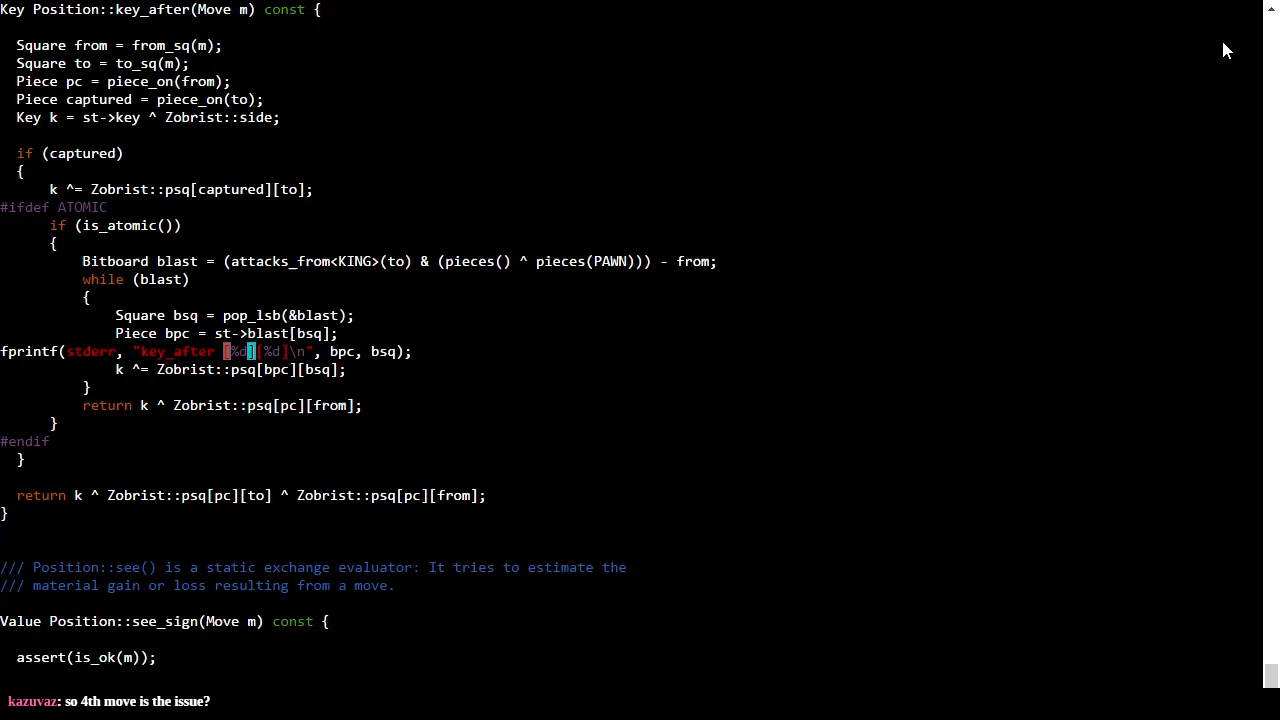 Key Position::key_after(Move m) const {
Square from = from_sq(m);
Square to = to_sq(m);
Piece pc = piece_on(from);
Piece captured = piece_on(to);
Key k = st->key ^ Zobrist::side;
if (captured)
{
k ^= Zobrist::psq[captured][to];
#ifdef ATOMIC
if (is_atomic())
{
Bitboard blast = (attacks_from<KING>(to) & (pieces() ^ pieces(PAWN))) - from;
while (blast)
{
Square bsq = pop_lsb(&blast);
Piece bpc = st->blast[bsq];
fprintf(stderr, "key_after [%d][%d]\n", bpc, bsq);
k ^= Zobrist::psq[bpc][bsq];
}
return k ^ Zobrist::psq[pc][from];
}
#endif
}
return k ^ Zobrist::psq[pc][to] ^ Zobrist::psq[pc][from];
}
/// Position::see() is a static exchange evaluator: It tries to estimate the
/// material gain or loss resulting from a move.
Value Position::see_sign(Move m) const {
assert(is_ok(m));
kazuvaz: so 4th move is the issue?